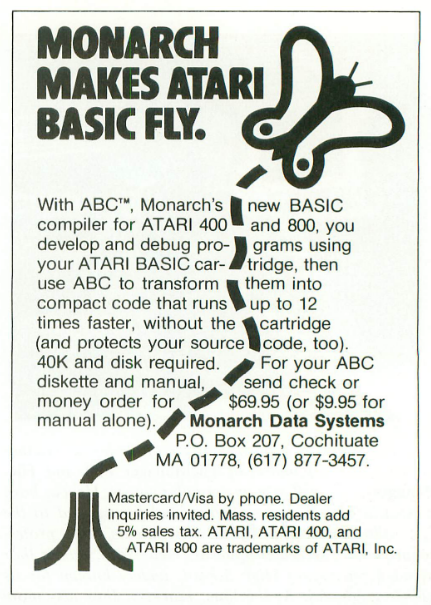 MONARCH
MAKES ATARI
BASIC FLY.
With ABC™, Monarch's new BASIC
compiler for ATARI 400 and 800, you
develop and debug pro- grams using
your ATARI BASIC car- tridge, then
use ABC to transform them into
compact code that runs up to 12
times faster, without the cartridge
(and protects your source code, too).
40K and disk required. For your ABC
diskette and manual, send check or
money order for $69.95 (or $9.95 for
manual alone). Monarch Data Systems
P.O. Box 207, Cochituate
MA 01778, (617) 877-3457.
Mastercard/Visa by phone. Dealer
inquiries invited. Mass. residents add
5% sales tax. ATARI, ATARI 400, and
ATARI 800 are trademarks of ATARI, Inc.